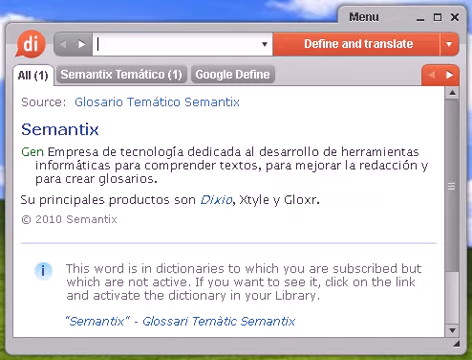 Menu
di
Define and translate
All (1) Semantix Temático (1) Google Define
Source: Glosario Temático Semantix
Semantix
Gen Empresa de tecnología dedicada al desarrollo de herramientas
informáticas para comprender textos, para mejorar la redacción y
para crear glosarios.
Su principales productos son Dixio, Xtyle y Gloxr.
© 2010 Semantix
This word is in dictionaries to which you are subscribed but
which are not active. If you want to see it, click on the link
and activate the dictionary in your Library.
"Semantix" - Glossari Temàtic Semantix